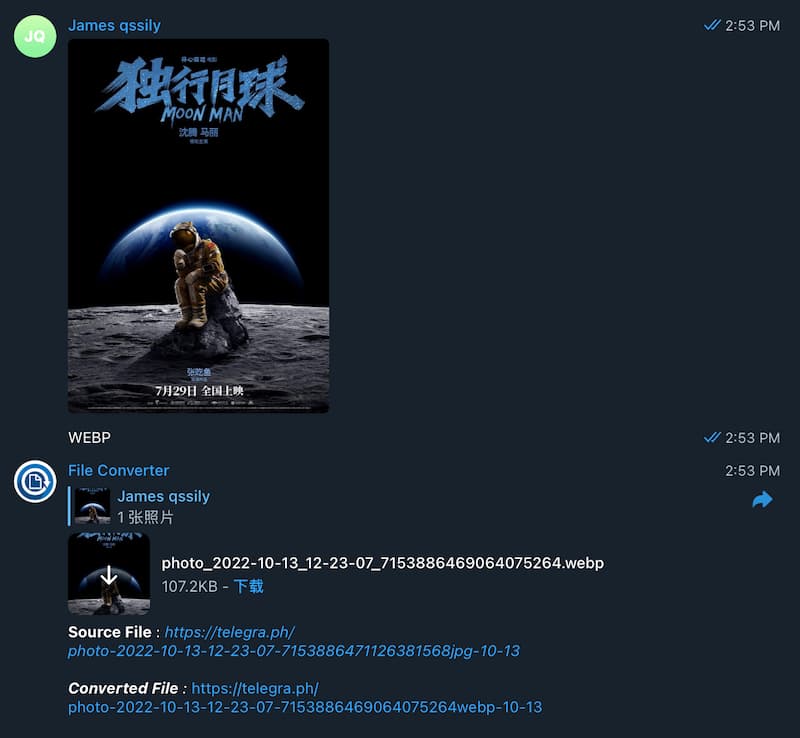 James qssily
2:53 PM
JQ
开心麻花 电影
独行月球
MOON MAN
沈腾 马丽
领衔主演
张吃鱼
7月29日 全国上映
WEBP
2:53 PM
File Converter
2:53 PM
James qssily
1 张照片
photo_2022-10-13_12-23-07_7153886469064075264.webp
107.2KB - 下载
Source File : https://telegra.ph/
photo-2022-10-13-12-23-07-7153886471126381568jpg-10-13
Converted File : https://telegra.ph/
photo-2022-10-13-12-23-07-7153886469064075264webp-10-13